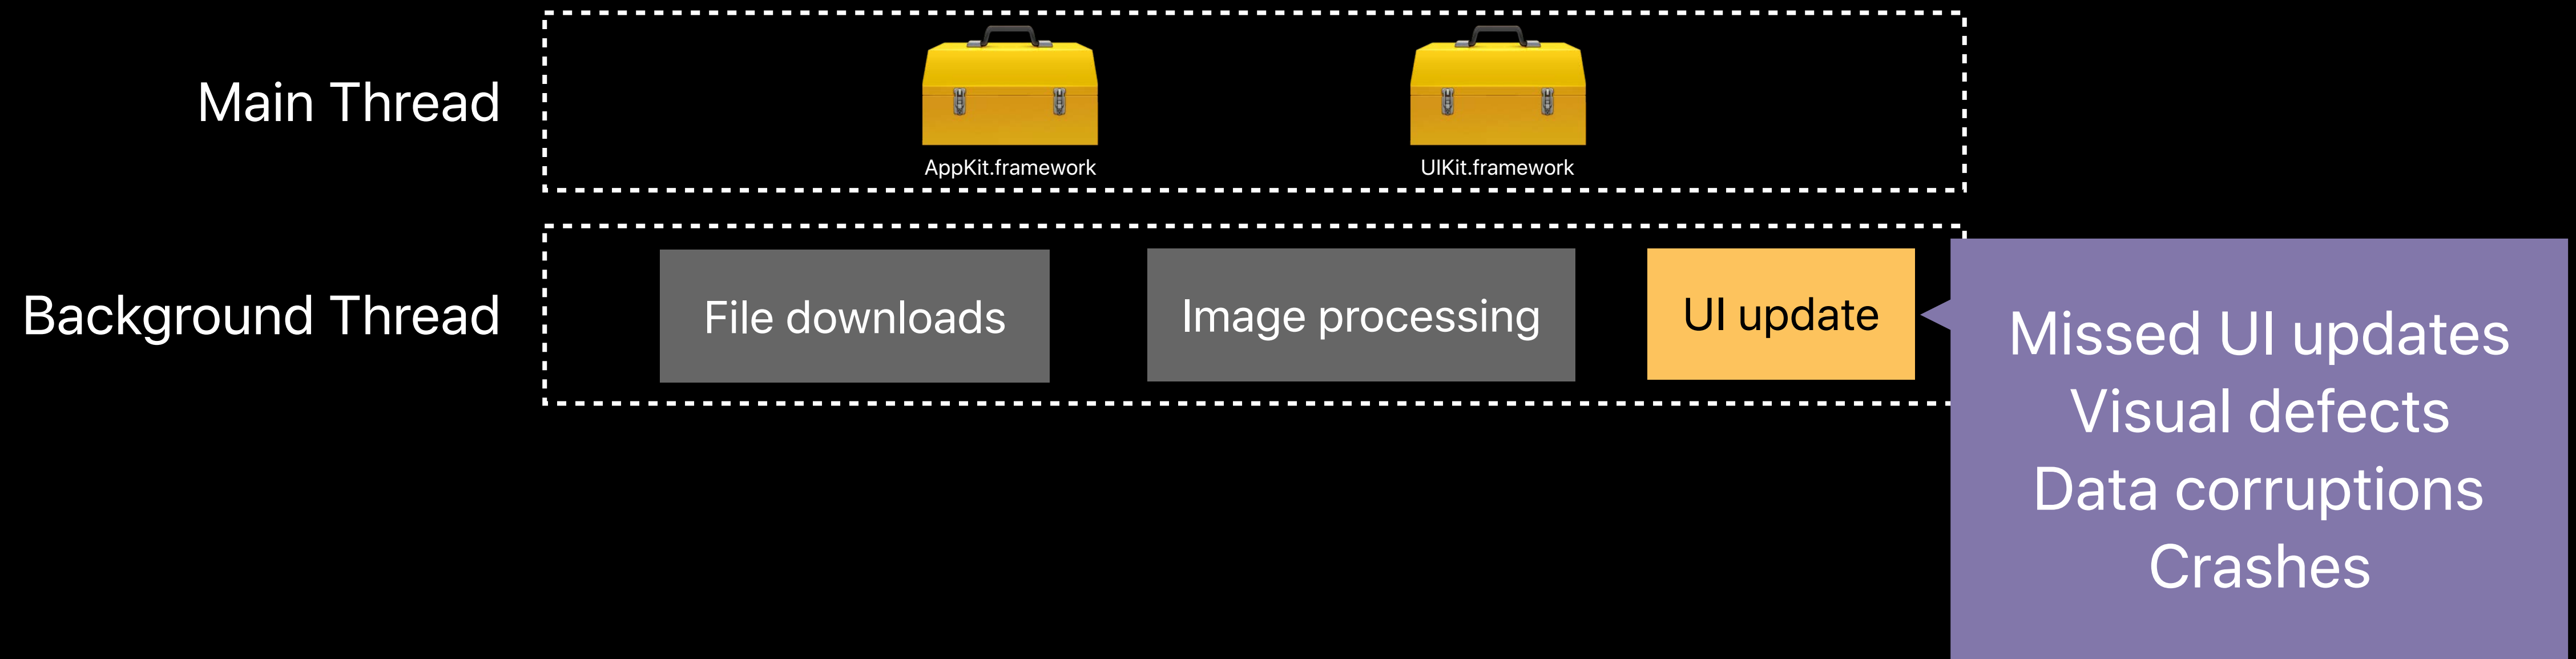 Main Thread
AppKit.framework
UIKit.framework
Background Thread
File downloads
Image processing
UI update
Missed UI updates
Visual defects
Data corruptions
Crashes